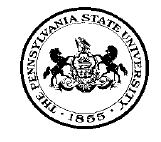 THE PENNSYLVANIA STATE UNIVERSITY
· 1855 ·